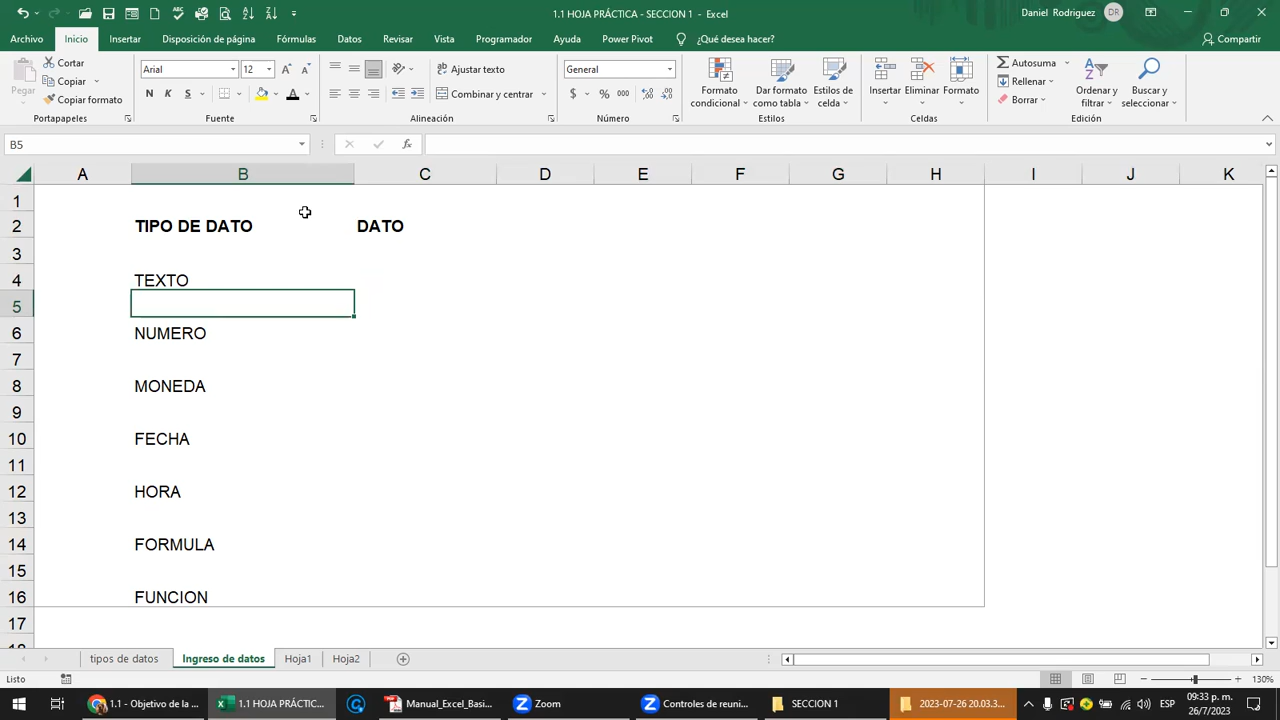 1.1 HOJA PRÁCTICA - SECCION 1 - Excel
Daniel Rodriguez DR
Archivo Inicio Insertar Disposición de página Fórmulas Datos Revisar Vista Programador Ayuda Power Pivot ¿Qué desea hacer? Compartir
Pegar
Cortar
Copiar
Copiar formato
Portapapeles
Arial 12
N K S
Fuente
Ajustar texto
Combinar y centrar
Alineación
General
$ % 000
Número
Formato condicional
Dar formato como tabla
Estilos de celda
Estilos
Insertar
Eliminar
Formato
Celdas
Autosuma
Rellenar
Borrar
Ordenar y filtrar
Buscar y seleccionar
Edición
B5 fx
A B C D E F G H I J K
1
2 TIPO DE DATO DATO
3
4 TEXTO
5
6 NUMERO
7
8 MONEDA
9
10 FECHA
11
12 HORA
13
14 FORMULA
15
16 FUNCION
17
18
tipos de datos Ingreso de datos Hoja1 Hoja2
Listo 130%
1.1 - Objetivo de la ... 1.1 HOJA PRÁCTIC... Manual_Excel_Basi... Zoom Controles de reuni... SECCION 1 2023-07-26 20.03.3... ESP 09:33 p. m.
26/7/2023